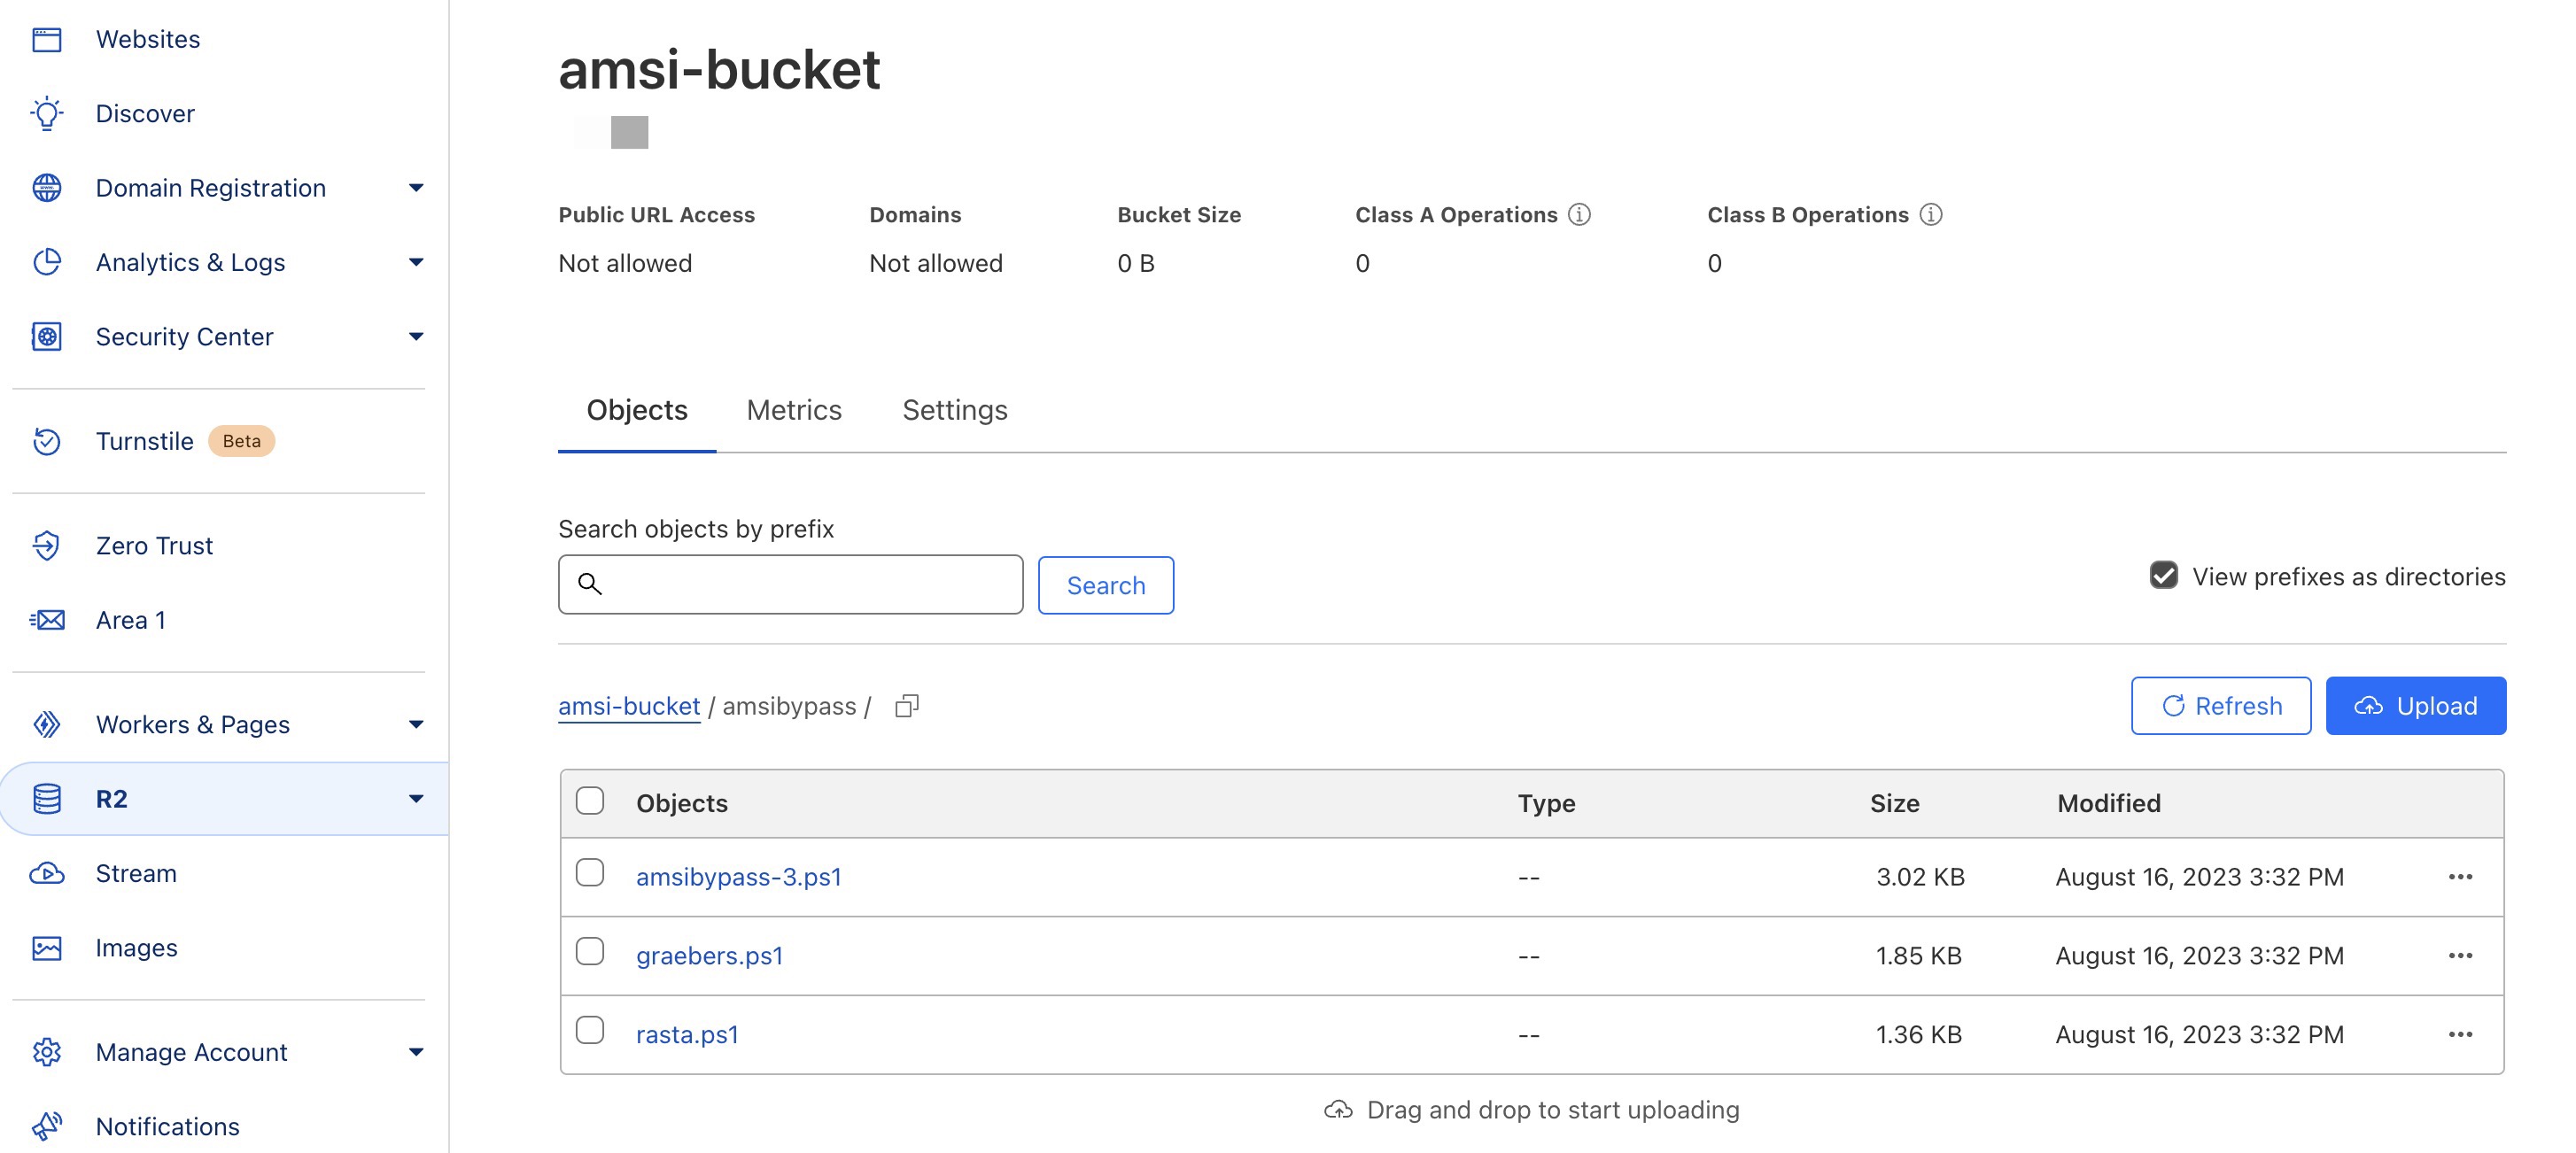 Websites
Discover
Domain Registration
Analytics & Logs
Security Center
Turnstile Beta
Zero Trust
Area 1
Workers & Pages
R2
Stream
Images
Manage Account
Notifications
amsi-bucket
Public URL Access Domains Bucket Size Class A Operations Class B Operations
Not allowed Not allowed 0 B 0 0
Objects Metrics Settings
Search objects by prefix
Search View prefixes as directories
amsi-bucket / amsibypass / Refresh Upload
Objects Type Size Modified
amsibypass-3.ps1 -- 3.02 KB August 16, 2023 3:32 PM •••
graebers.ps1 -- 1.85 KB August 16, 2023 3:32 PM •••
rasta.ps1 -- 1.36 KB August 16, 2023 3:32 PM •••
Drag and drop to start uploading